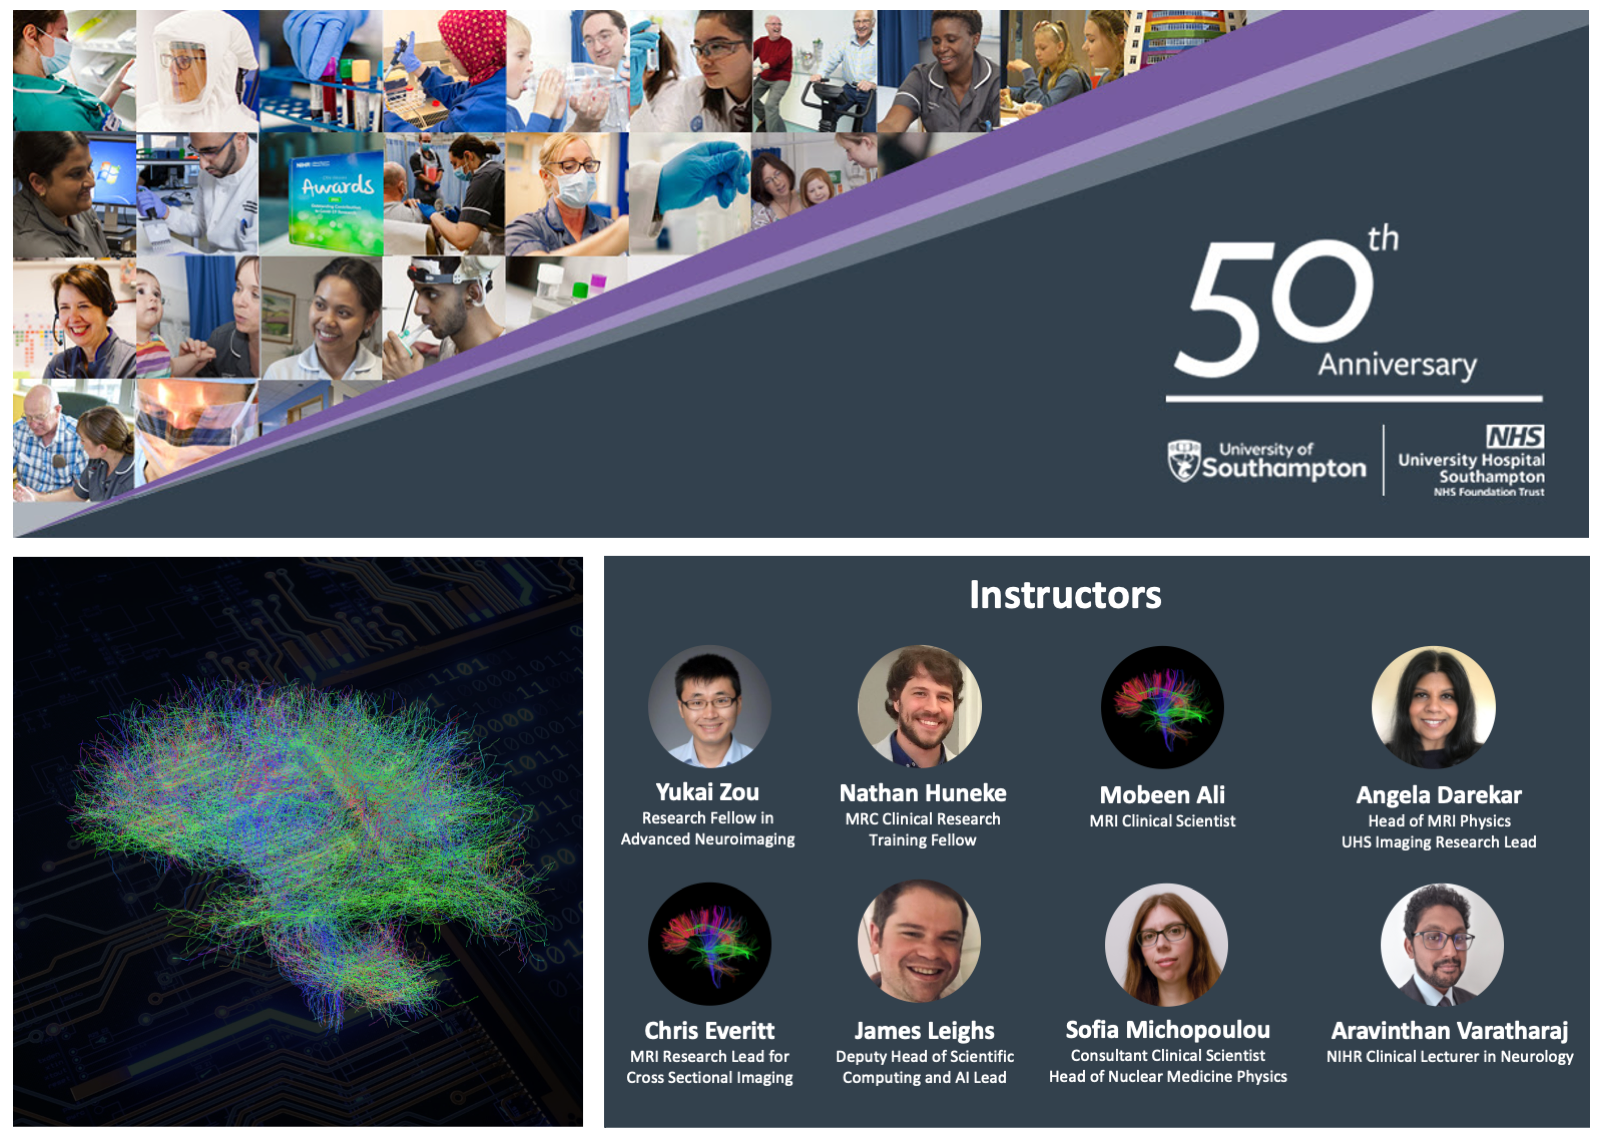 NIHR
Awards
50th
Anniversary
University of
Southampton
NHS
University Hospital
Southampton
NHS Foundation Trust
Instructors
Yukai Zou
Research Fellow in
Advanced Neuroimaging
Nathan Huneke
MRC Clinical Research
Training Fellow
Mobeen Ali
MRI Clinical Scientist
Angela Darekar
Head of MRI Physics
UHS Imaging Research Lead
Chris Everitt
MRI Research Lead for
Cross Sectional Imaging
James Leighs
Deputy Head of Scientific
Computing and AI Lead
Sofia Michopoulou
Consultant Clinical Scientist
Head of Nuclear Medicine Physics
Aravinthan Varatharaj
NIHR Clinical Lecturer in Neurology